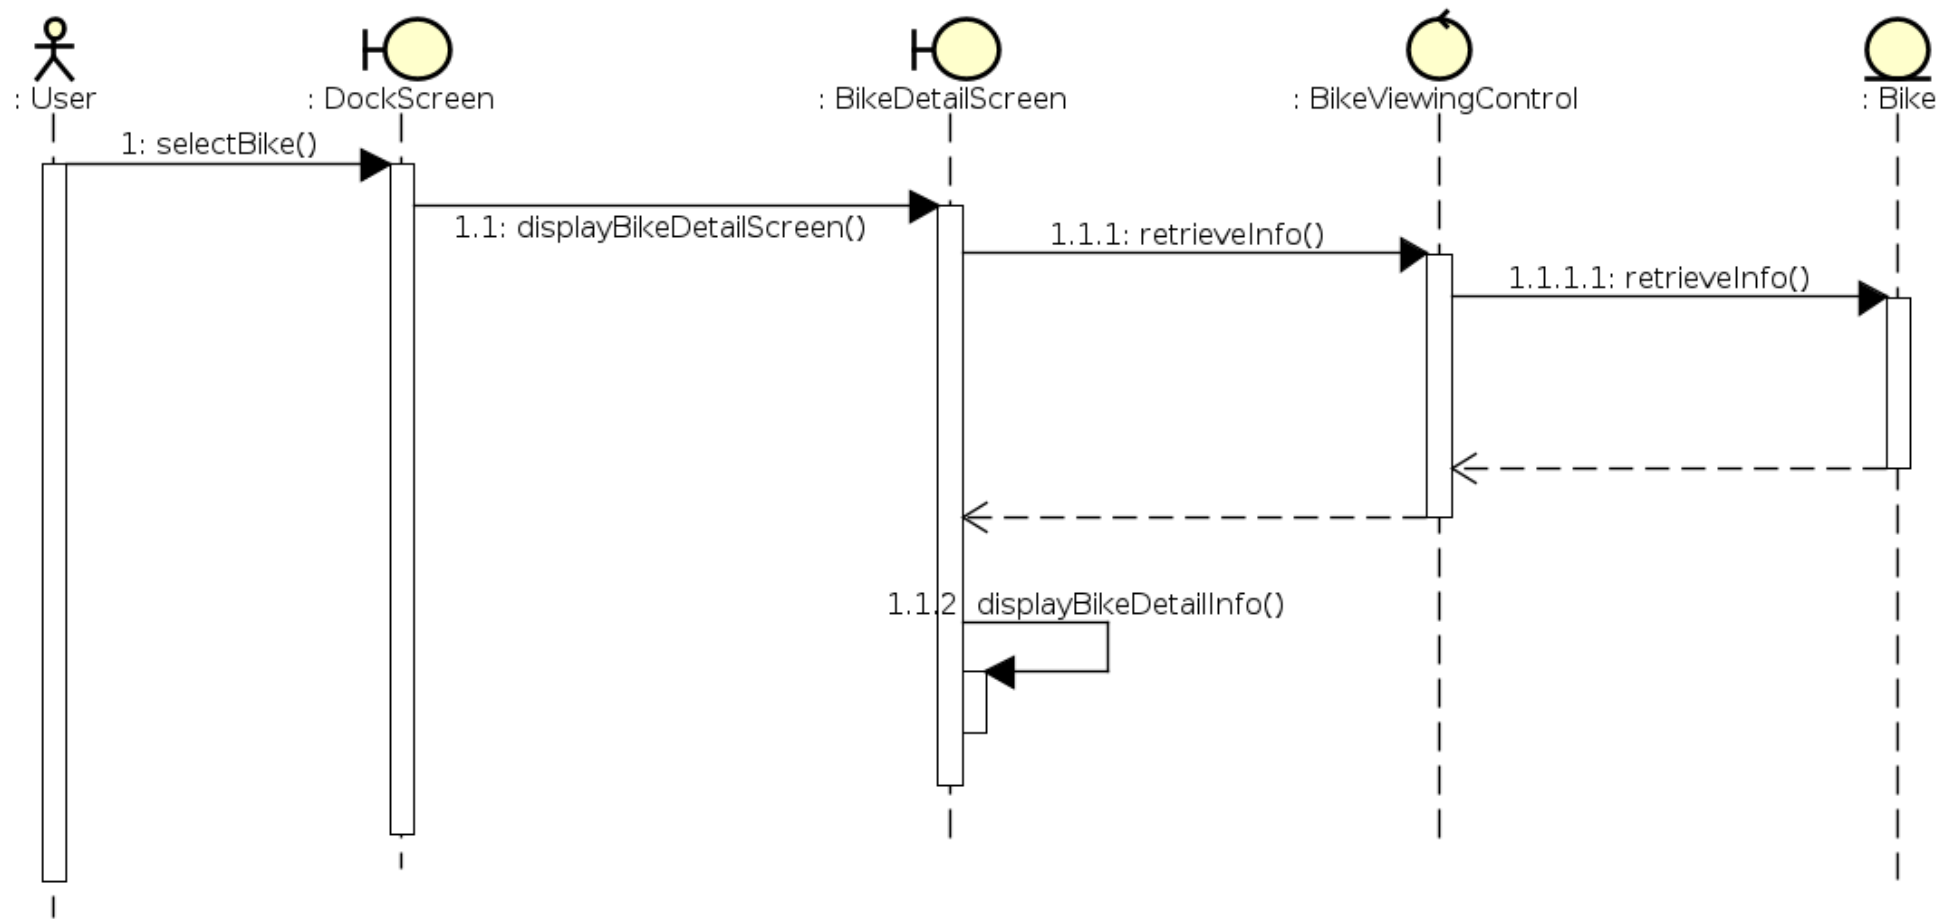 : User
: DockScreen
: BikeDetailScreen
: BikeViewingControl
: Bike
1: selectBike()
1.1: displayBikeDetailScreen()
1.1.1: retrieveInfo()
1.1.1.1: retrieveInfo()
1.1.2 displayBikeDetailInfo()